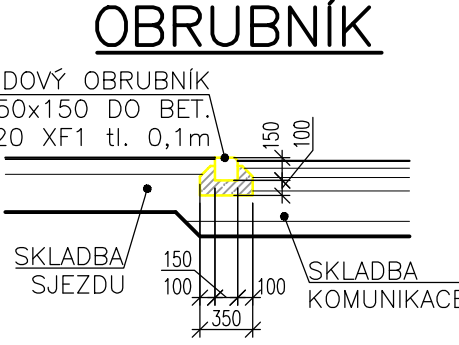 OBRUBNÍK
DOVÝ OBRUBNÍK
50x150 DO BET.
20 XF1 tl. 0,1m
150
100
SKLADBA
SJEZDU
150
100
100
350
SKLADBA
KOMUNIKACE